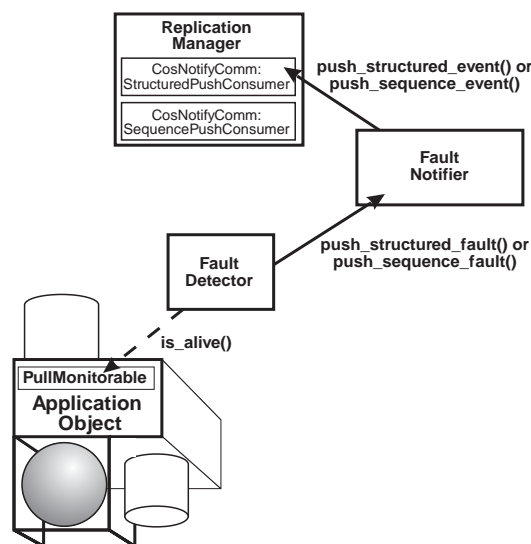 Replication
Manager
CosNotifyComm:
StructuredPushConsumer
CosNotifyComm:
SequencePushConsumer
push_structured_event() or
push_sequence_event()
Fault
Notifier
push_structured_fault() or
push_sequence_fault()
Fault
Detector
is_alive()
PullMonitorable
Application
Object